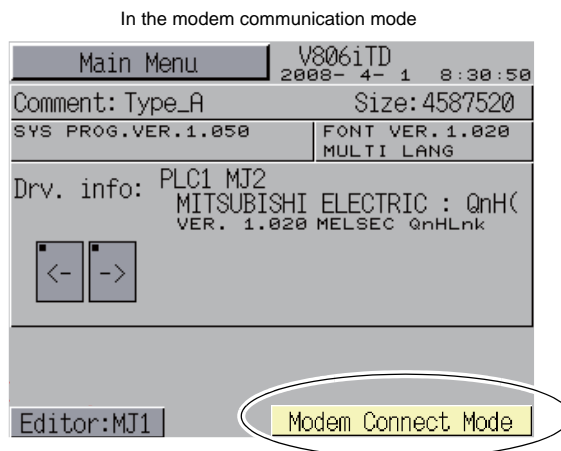 In the modem communication mode
Main Menu
V806iTD
2008- 4- 1 8:30:50
Comment: Type_A
Size:4587520
SYS PROG.VER.1.050
FONT VER.1.020
MULTI LANG
Drv. info: PLC1 MJ2
MITSUBISHI ELECTRIC : QnH(
VER. 1.020 MELSEC QnHLnk
<- ->
Editor:MJ1
Modem Connect Mode